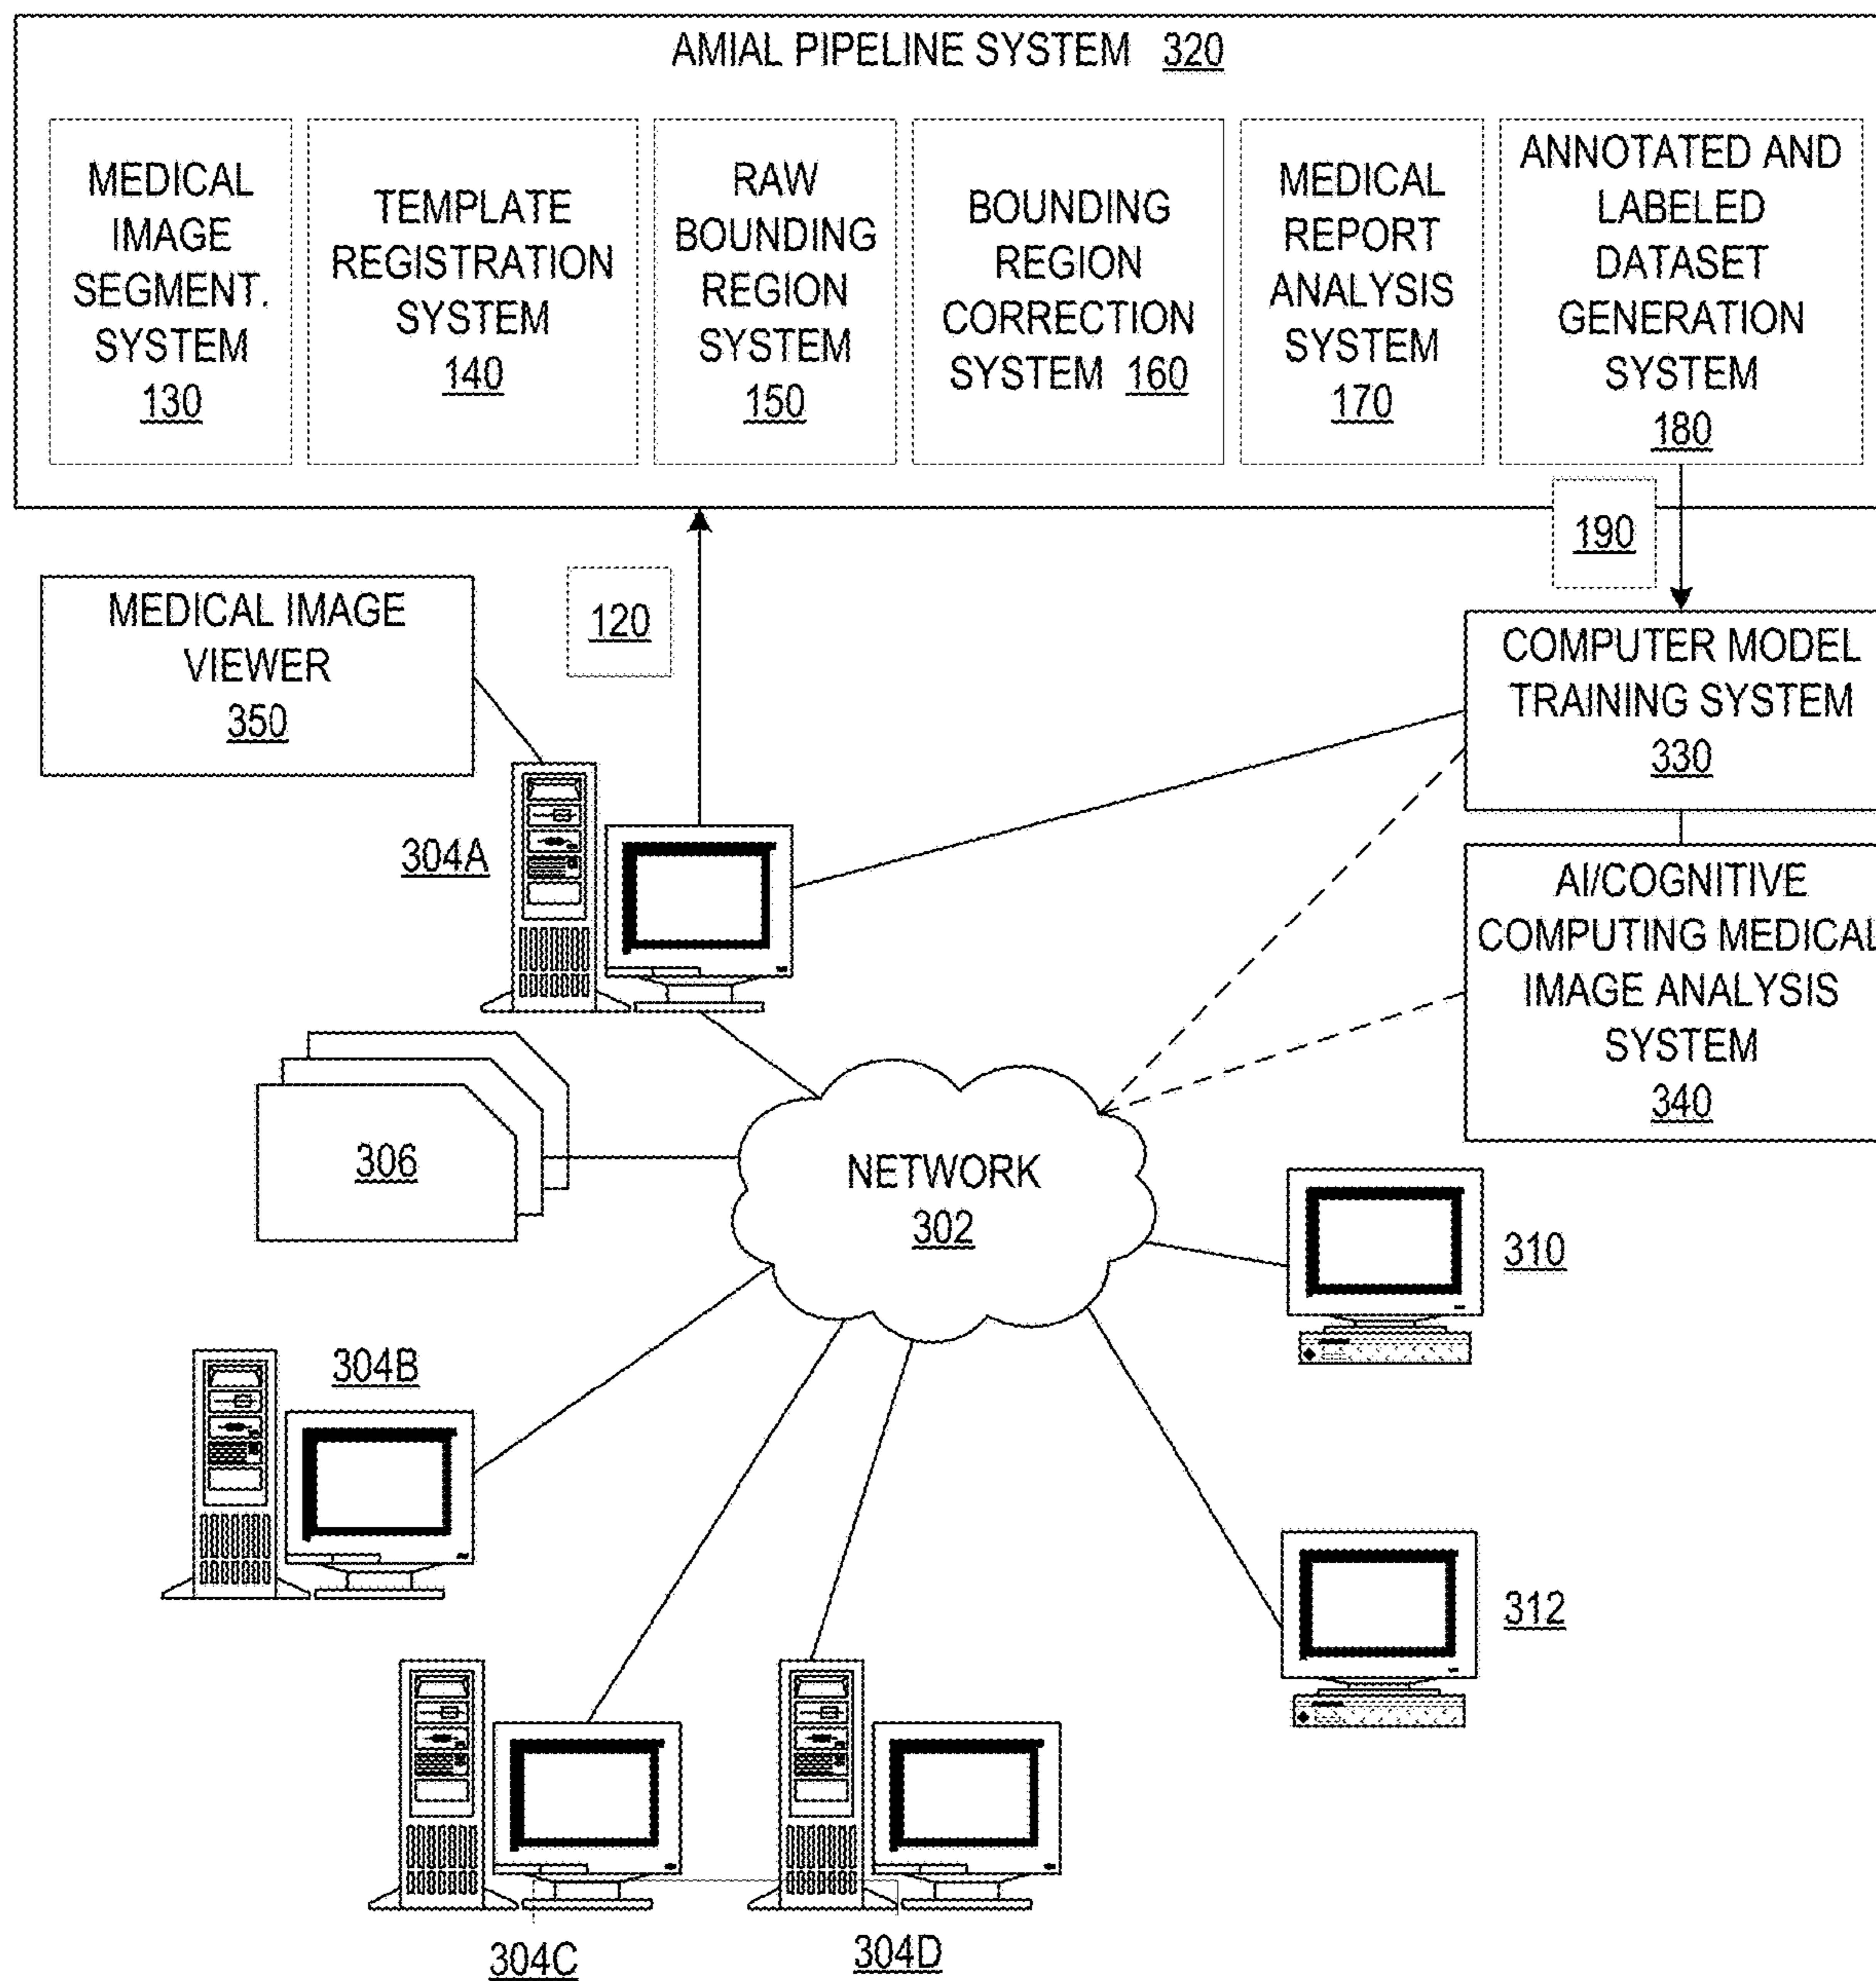 AMIAL PIPELINE SYSTEM 320
MEDICAL
IMAGE
SEGMENT.
SYSTEM
130
TEMPLATE
REGISTRATION
SYSTEM
140
RAW
BOUNDING
REGION
SYSTEM
150
BOUNDING
REGION
CORRECTION
SYSTEM 160
MEDICAL
REPORT
ANALYSIS
SYSTEM
170
ANNOTATED AND
LABELED
DATASET
GENERATION
SYSTEM
180
190
120
MEDICAL IMAGE
VIEWER
350
COMPUTER MODEL
TRAINING SYSTEM
330
304A
AI/COGNITIVE
COMPUTING MEDICAL
IMAGE ANALYSIS
SYSTEM
340
306
NETWORK
302
310
304B
312
304C
304D